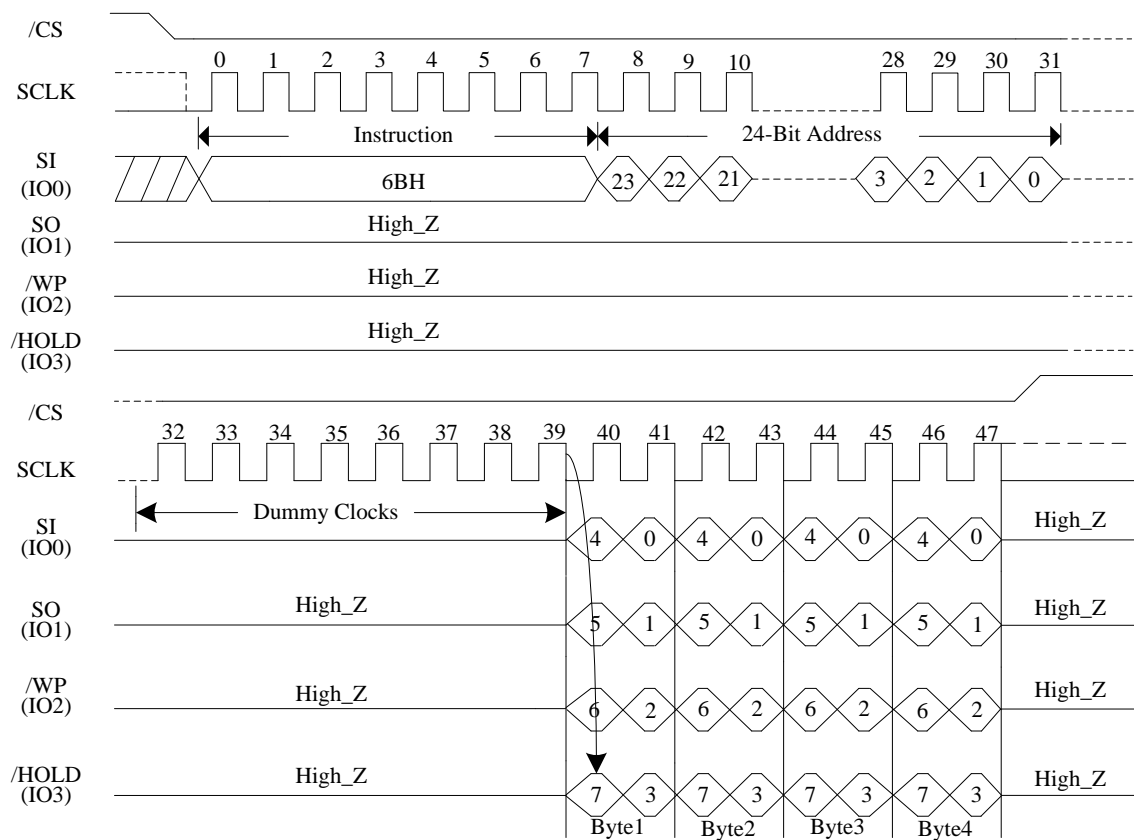 /CS
0 1 2 3 4 5 6 7 8 9 10 28 29 30 31
SCLK
Instruction 24-Bit Address
SI
(IO0)
6BH 23 22 21 3 2 1 0
SO
(IO1)
High_Z
/WP
(IO2)
High_Z
/HOLD
(IO3)
High_Z
/CS
32 33 34 35 36 37 38 39 40 41 42 43 44 45 46 47
SCLK
Dummy Clocks
SI
(IO0)
4 0 4 0 4 0 4 0 High_Z
SO
(IO1)
High_Z 5 1 5 1 5 1 5 1 High_Z
/WP
(IO2)
High_Z 6 2 6 2 6 2 6 2 High_Z
/HOLD
(IO3)
High_Z 7 3 7 3 7 3 7 3 High_Z
Byte1 Byte2 Byte3 Byte4